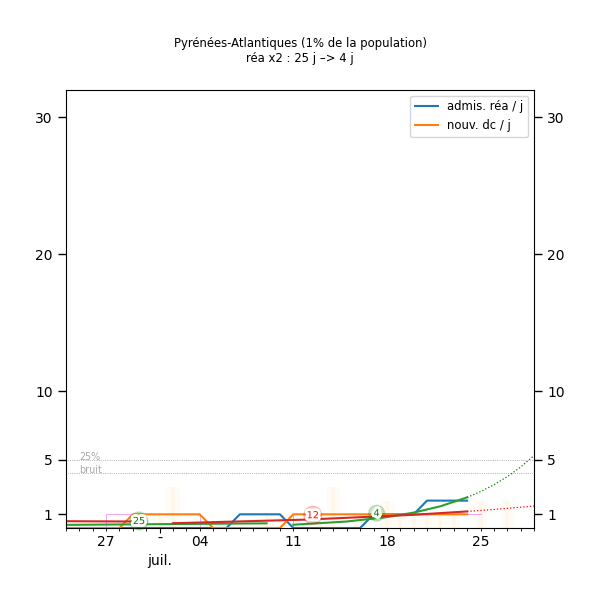 Pyrénées-Atlantiques (1% de la population)
réa x2 : 25 j –> 4 j
admis. réa / j
nouv. dc / j
30 30
20 20
10 10
25%
5 5
bruit
25 12 4
1 1
27 - 04 11 18 25
juil.